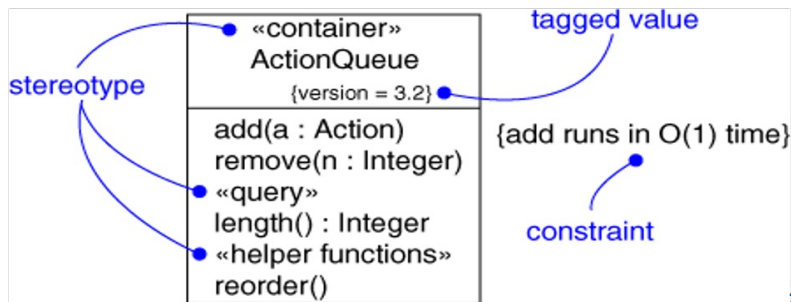 tagged value
«container»
ActionQueue
stereotype
{version = 3.2}
add(a : Action)
{add runs in O(1) time}
remove(n : Integer)
«query»
length() : Integer
constraint
«helper functions»
reorder()